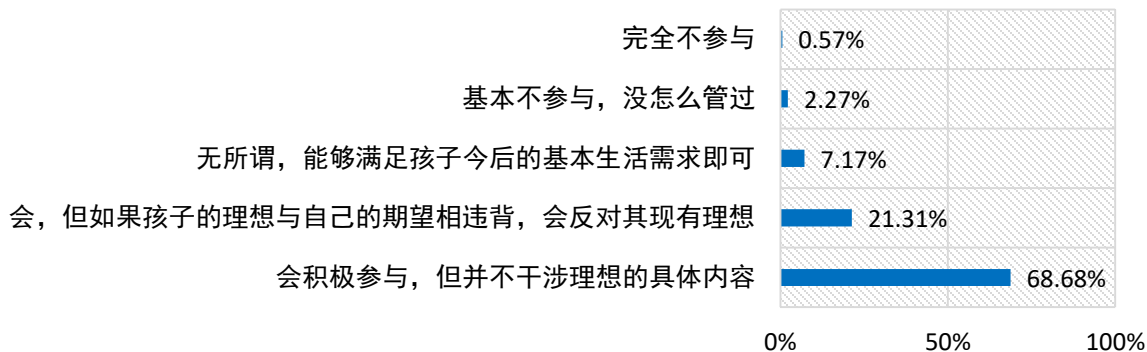 完全不参与
0.57%
基本不参与，没怎么管过
2.27%
无所谓，能够满足孩子今后的基本生活需求即可
7.17%
会，但如果孩子的理想与自己的期望相违背，会反对其现有理想
21.31%
会积极参与，但并不干涉理想的具体内容
68.68%
0% 50% 100%